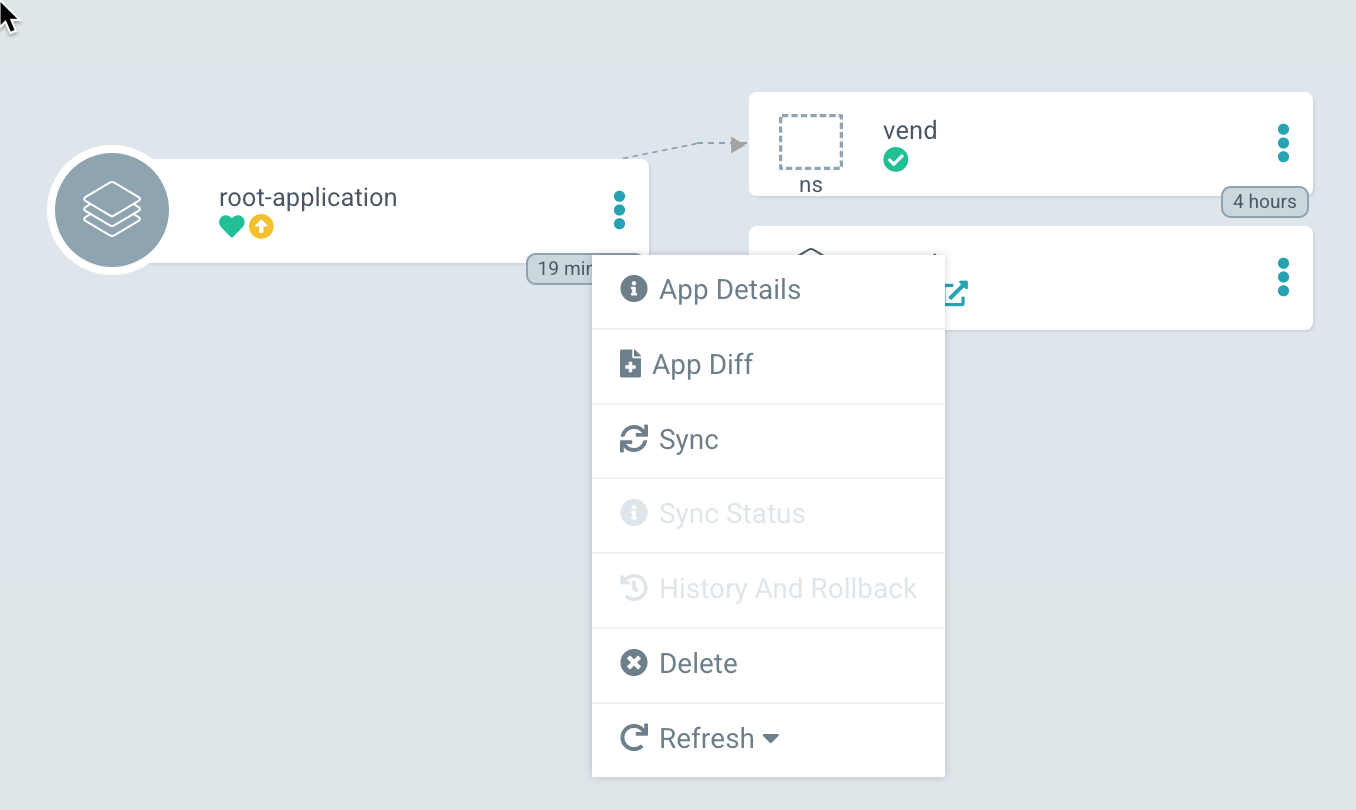 vend
ns
4 hours
root-application
19
App Details
App Diff
Sync
Sync Status
History And Rollback
Delete
Refresh